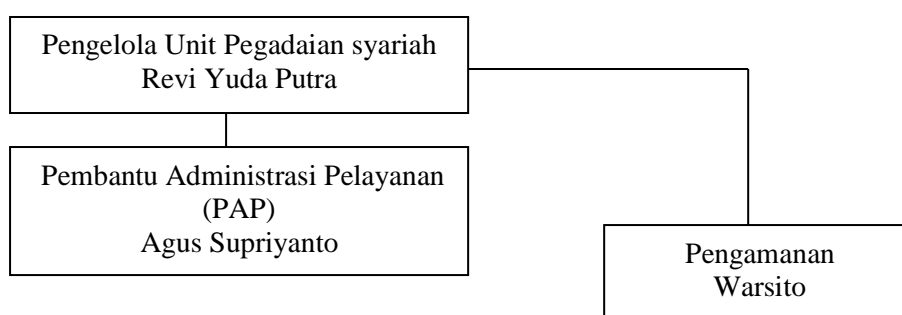 Pengelola Unit Pegadaian syariah
Revi Yuda Putra
Pembantu Administrasi Pelayanan
(PAP)
Agus Supriyanto
Pengamanan
Warsito